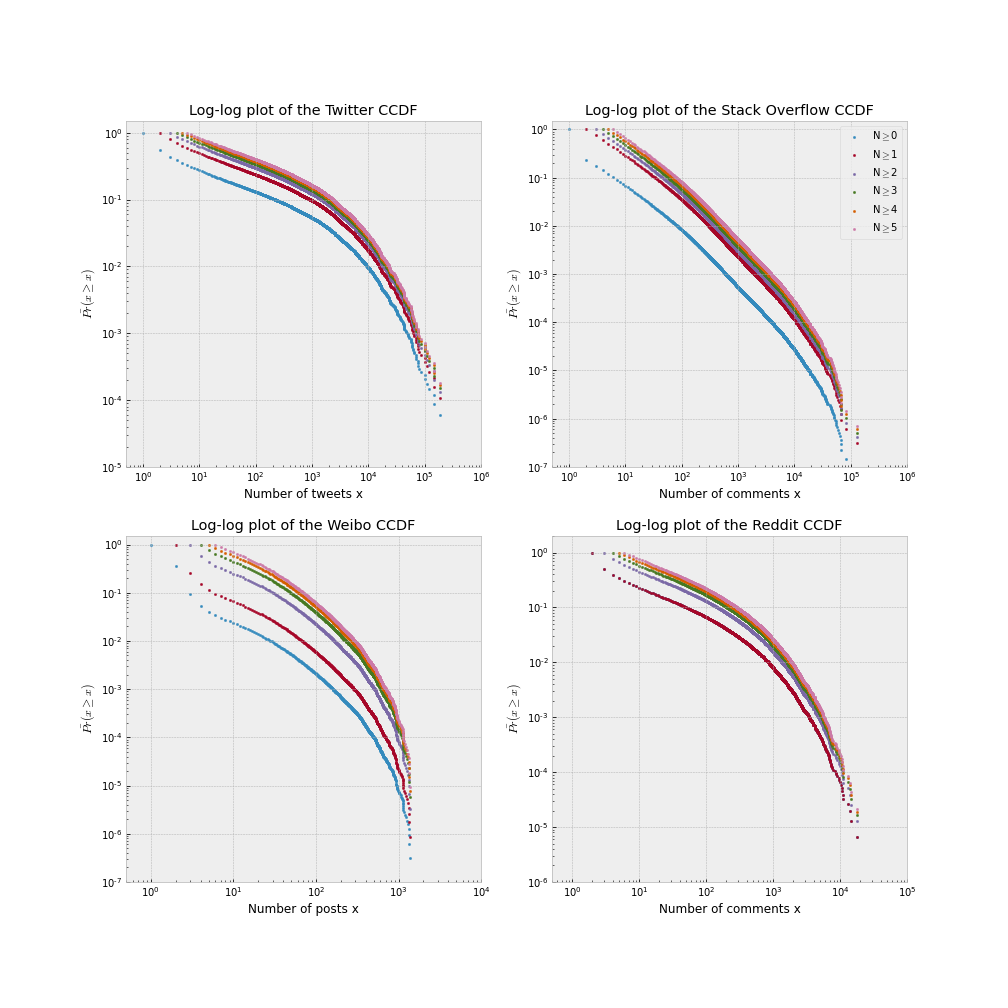 Log-log plot of the Twitter CCDF
10^0
10^-1
10^-2
10^-3
10^-4
10^-5
P̄r(x ≥ x)
10^0 10^1 10^2 10^3 10^4 10^5 10^6
Number of tweets x
Log-log plot of the Stack Overflow CCDF
N ≥ 0
N ≥ 1
N ≥ 2
N ≥ 3
N ≥ 4
N ≥ 5
10^0
10^-1
10^-2
10^-3
10^-4
10^-5
10^-6
10^-7
P̄r(x ≥ x)
10^0 10^1 10^2 10^3 10^4 10^5 10^6
Number of comments x
Log-log plot of the Weibo CCDF
10^0
10^-1
10^-2
10^-3
10^-4
10^-5
10^-6
10^-7
P̄r(x ≥ x)
10^0 10^1 10^2 10^3 10^4
Number of posts x
Log-log plot of the Reddit CCDF
10^0
10^-1
10^-2
10^-3
10^-4
10^-5
10^-6
P̄r(x ≥ x)
10^0 10^1 10^2 10^3 10^4 10^5
Number of comments x